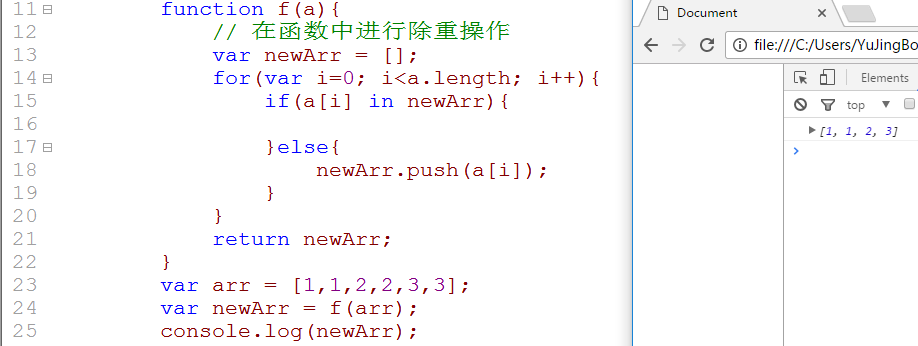 11 function f(a){
12 // 在函数中进行除重操作
13 var newArr = [];
14 for(var i=0; i<a.length; i++){
15 if(a[i] in newArr){
16
17 }else{
18 newArr.push(a[i]);
19 }
20 }
21 return newArr;
22 }
23 var arr = [1,1,2,2,3,3];
24 var newArr = f(arr);
25 console.log(newArr);
Document
file:///C:/Users/YuJingBo
Elements
top
[1, 1, 2, 3]